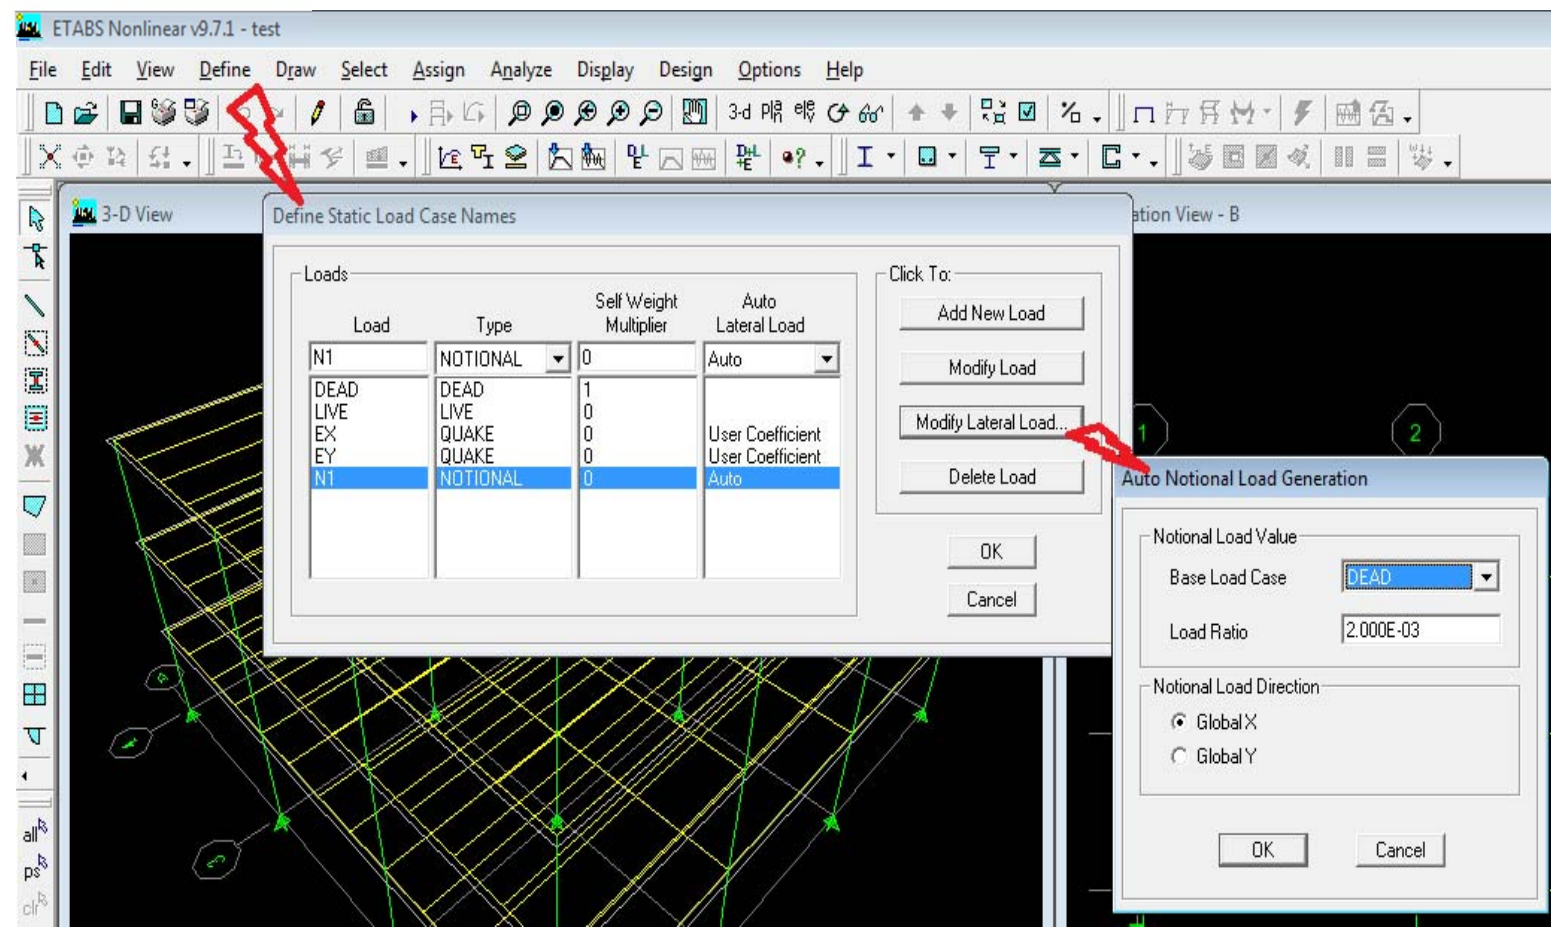 ETABS Nonlinear v9.7.1 - test
File Edit View Define Draw Select Assign Analyze Display Design Options Help
3-d
3-D View
Define Static Load Case Names
ation View - B
Loads
Click To:
Load Type Self Weight Multiplier Auto Lateral Load
N1 NOTIONAL 0 Auto
DEAD DEAD 1
LIVE LIVE 0
EX QUAKE 0 User Coefficient
EY QUAKE 0 User Coefficient
N1 NOTIONAL 0 Auto
Add New Load
Modify Load
Modify Lateral Load...
Delete Load
OK
Cancel
1
2
Auto Notional Load Generation
Notional Load Value
Base Load Case DEAD
Load Ratio 2.000E-03
Notional Load Direction
Global X
Global Y
OK
Cancel
all
ps
clr